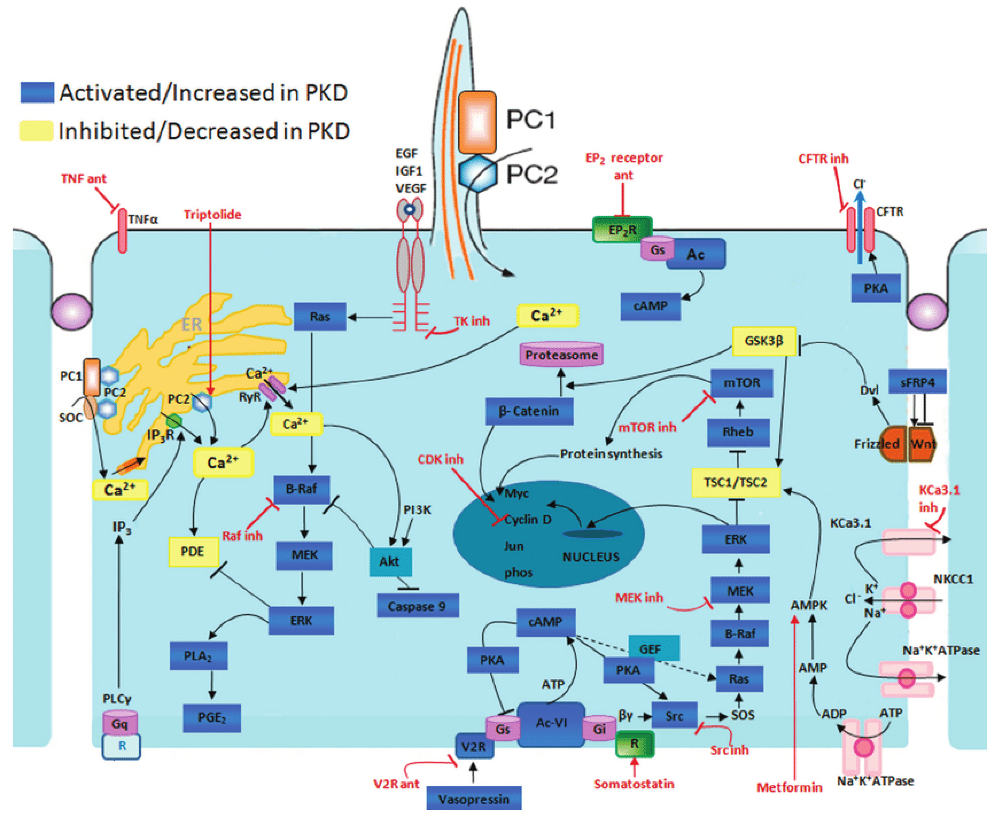 Activated/Increased in PKD
Inhibited/Decreased in PKD
PC1
PC2
EGF
IGF1
VEGF
EP₂ receptor
ant
CFTR inh
Cl⁻
CFTR
TNF ant
TNFα
Triptolide
EP₂R
Gs
Ac
cAMP
PKA
ER
Ras
TK inh
Ca²⁺
Proteasome
GSK3β
PC1
PC2
SOC
PC2
Ca²⁺
RyR
IP₃R
Ca²⁺
Ca²⁺
Ca²⁺
β- Catenin
mTOR
mTOR inh
Rheb
Dvl
sFRP4
Frizzled
Wnt
Protein synthesis
CDK inh
TSC1/TSC2
B-Raf
Raf inh
PI3K
IP₃
Myc
Cyclin D
Jun
phos
NUCLEUS
KCa3.1
inh
KCa3.1
ERK
PDE
MEK
Akt
Caspase 9
ERK
MEK inh
MEK
NKCC1
K⁺
Cl⁻
Na⁺
AMPK
cAMP
GEF
B-Raf
PLA₂
PKA
PKA
Ras
AMP
Na⁺K⁺ATPase
ATP
PLCγ
Gq
R
PGE₂
Gs
Ac-VI
Gi
βγ
Src
SOS
ADP
ATP
V2R
R
Src inh
V2R ant
Vasopressin
Somatostatin
Metformin
Na⁺K⁺ATPase